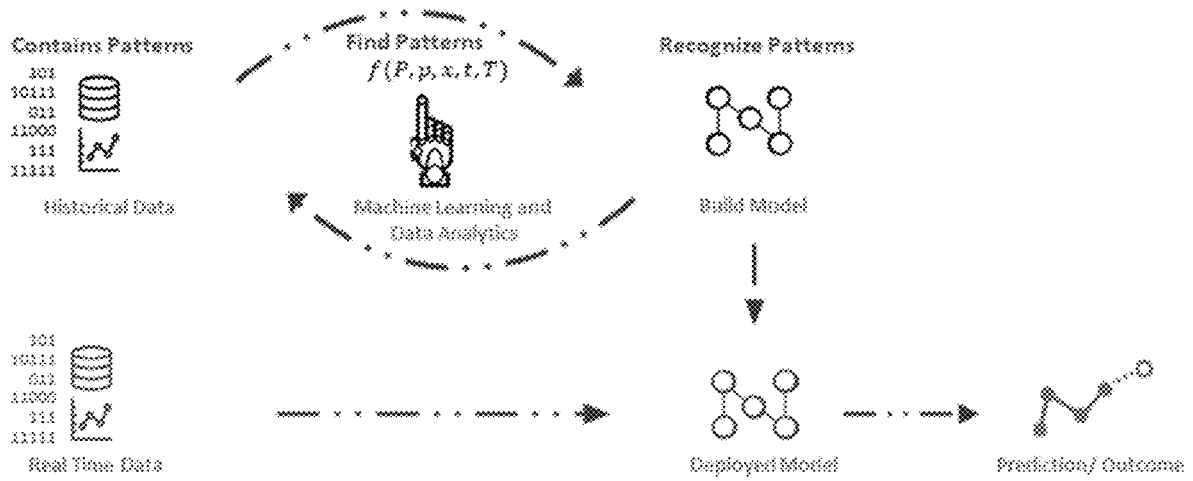 Contains Patterns
Find Patterns
Recognize Patterns
f(P, p, x, t, T)
101
10111
011
11000
111
11111
Historical Data
Machine Learning and
Data Analytics
Build Model
101
10111
011
11000
111
11111
Real Time Data
Deployed Model
Prediction/ Outcome